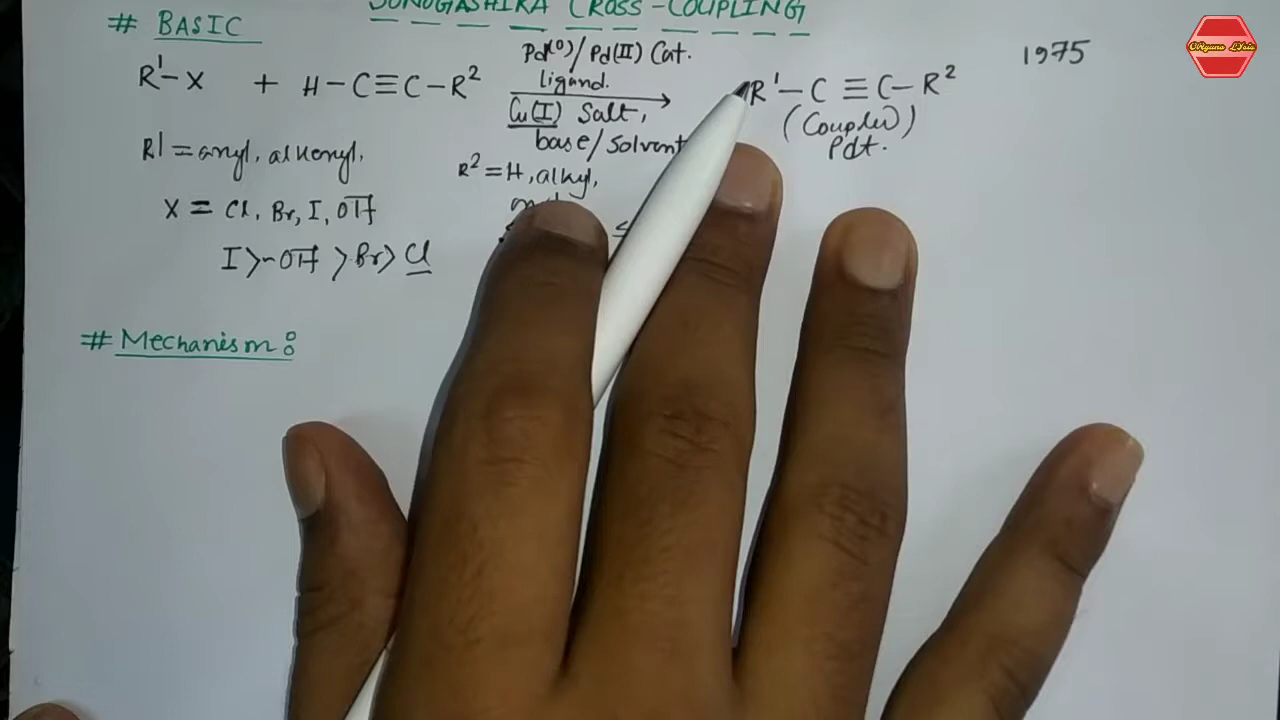 SONOGASHIRA CROSS-COUPLING
# BASIC
1975
R¹-X + H-C≡C-R²
Pd(0)/Pd(II) Cat.
ligand.
Cu(I) Salt,
base/Solvent
R¹-C≡C-R²
(Coupled)
Pdt.
R¹ = aryl, alkenyl,
R² = H, alkyl,
X = Cl, Br, I, OTf
I > -OTf > Br > Cl
# Mechanism: